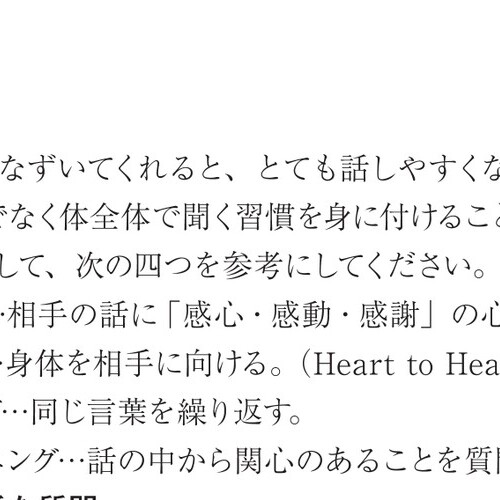 なずいてくれると、とても話しやすくな
でなく体全体で聞く習慣を身に付けること
して、次の四つを参考にしてください。
…相手の話に「感心・感動・感謝」の心
…身体を相手に向ける。（Heart to Hea
…同じ言葉を繰り返す。
ニング…話の中から関心のあることを質問